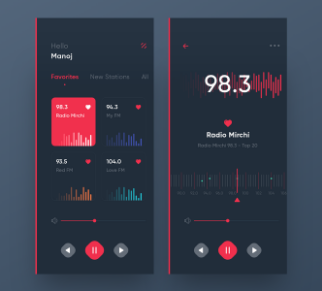 Hello
Manoj
Favorites New Stations All
98.3
Radio Mirchi
94.3
My FM
93.5
Red FM
104.0
Love FM
98.3
Radio Mirchi
Radio Mirchi 98.3 - Top 20